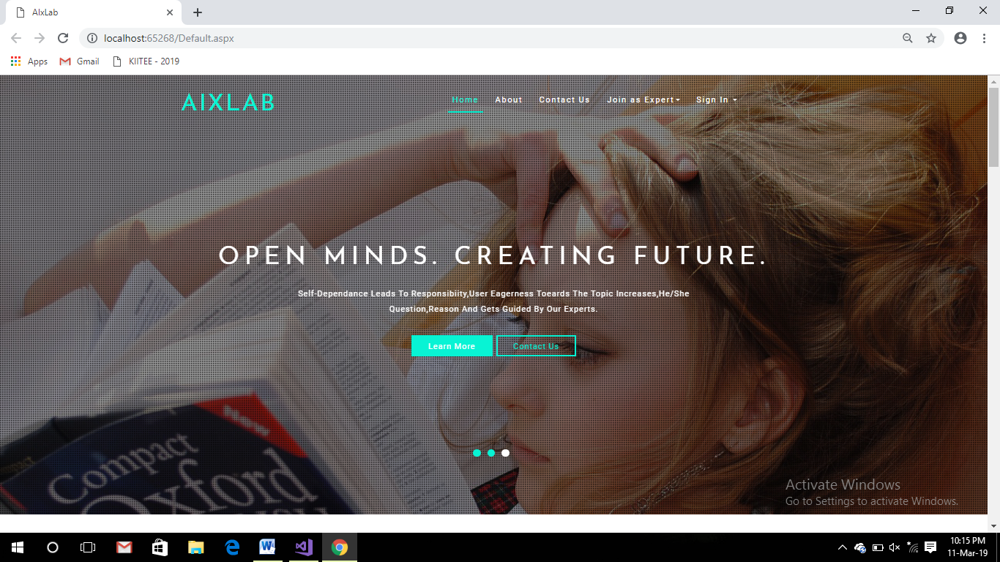 AIxLab
localhost:65268/Default.aspx
Apps Gmail KIITEE - 2019
AIXLAB
Home About Contact Us Join as Expert Sign In
OPEN MINDS. CREATING FUTURE.
Self-Dependance Leads To Responsibiity,User Eagerness Toeards The Topic Increases,He/She
Question,Reason And Gets Guided By Our Experts.
Learn More Contact Us
Compact
Oxford
Activate Windows
Go to Settings to activate Windows.
10:15 PM
11-Mar-19